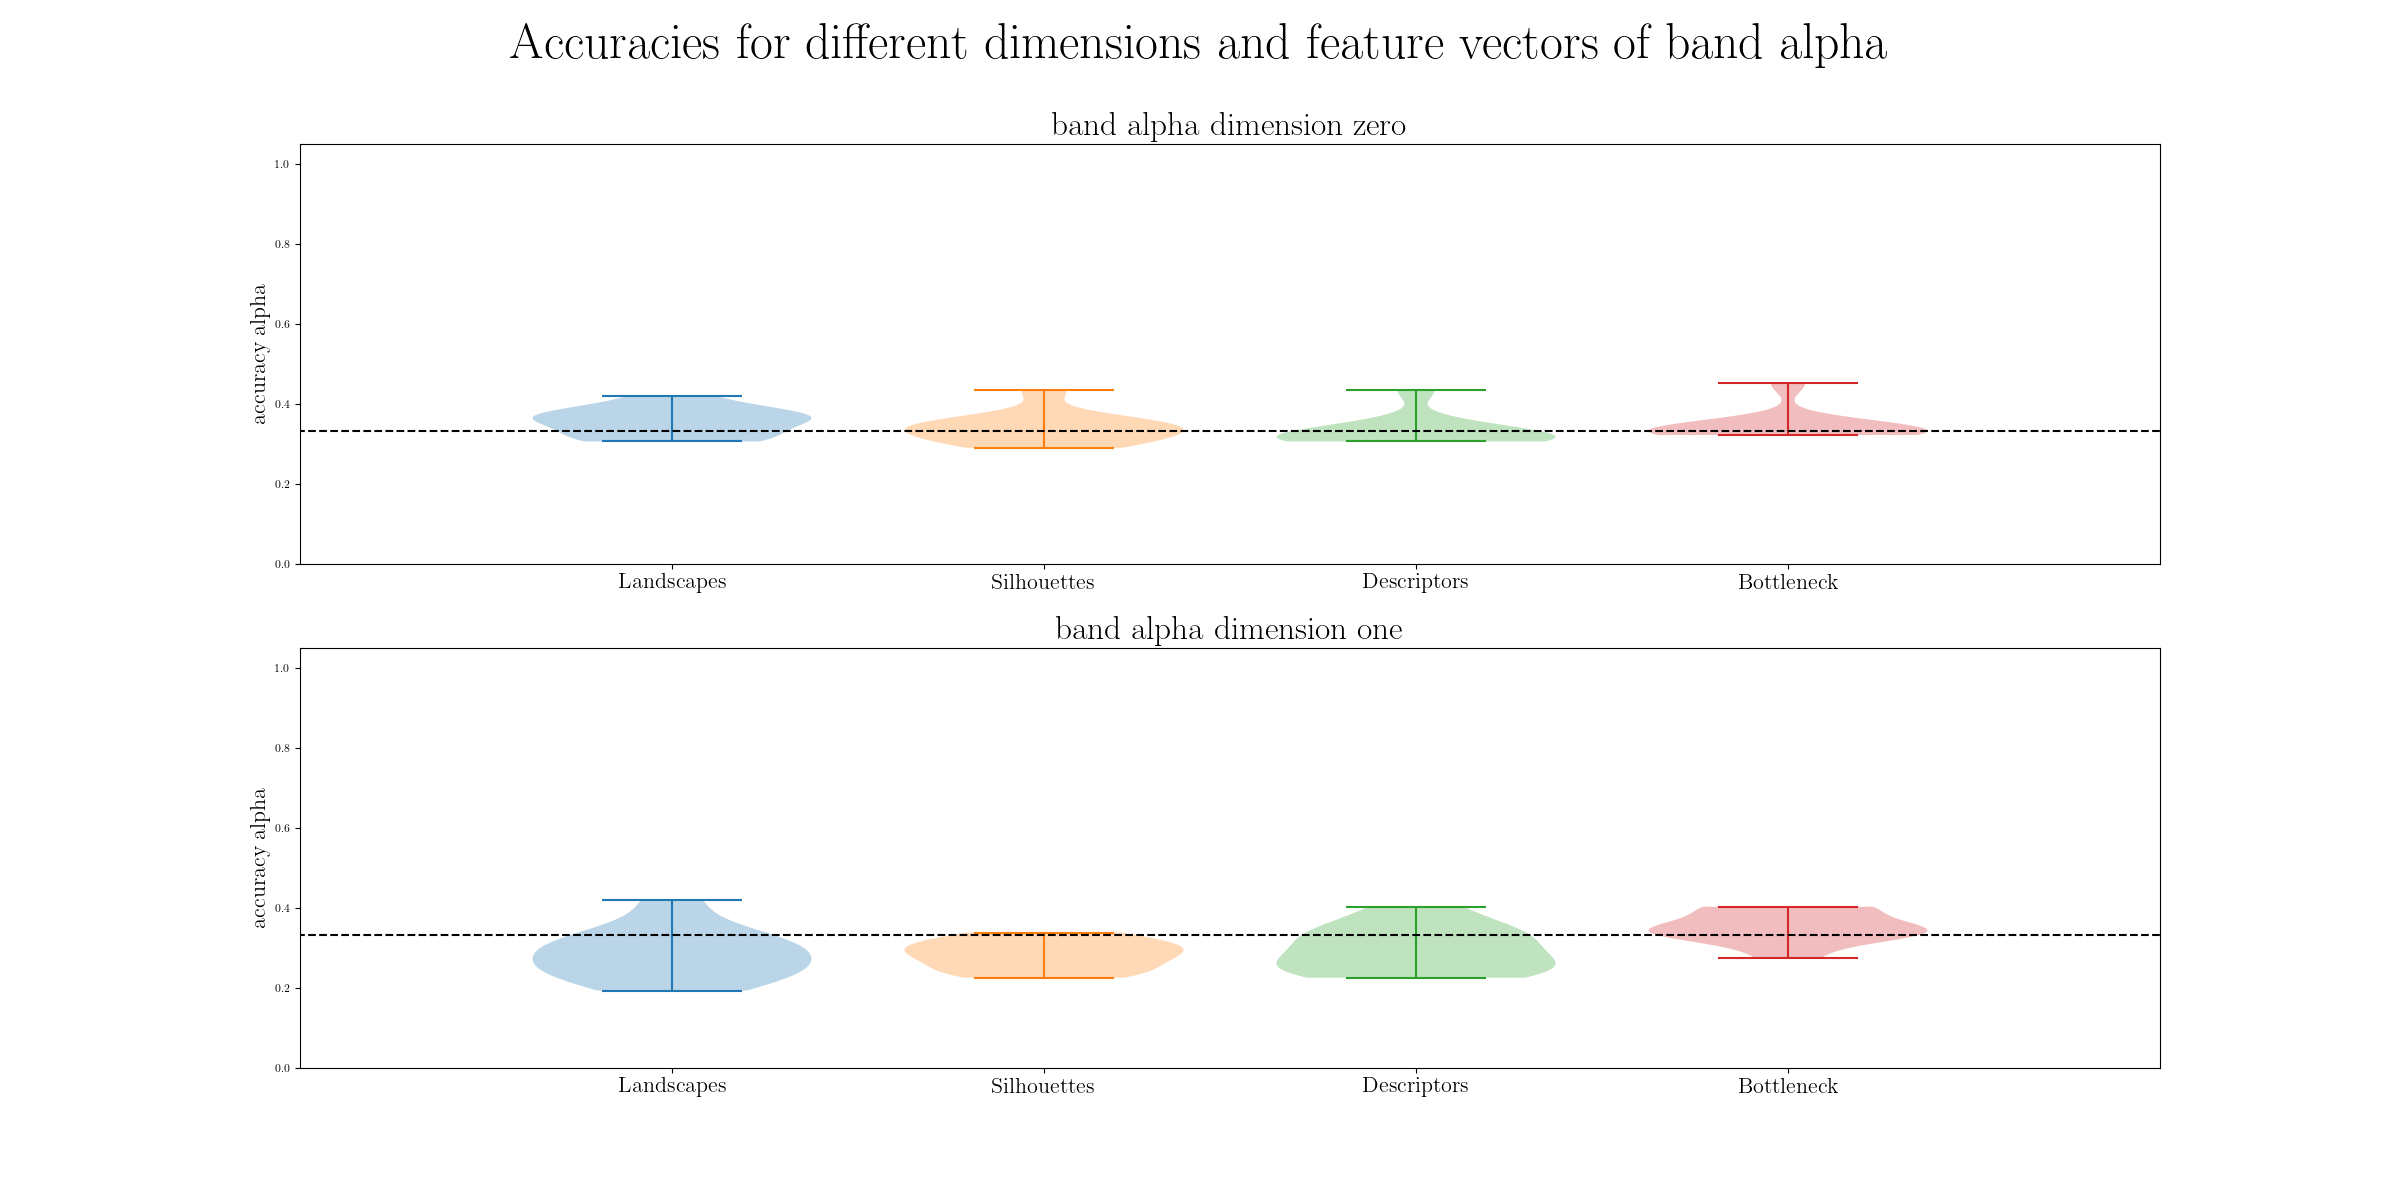 Accuracies for different dimensions and feature vectors of band alpha
band alpha dimension zero
1.0
0.8
0.6
0.4
0.2
0.0
accuracy alpha
Landscapes Silhouettes Descriptors Bottleneck
band alpha dimension one
1.0
0.8
0.6
0.4
0.2
0.0
accuracy alpha
Landscapes Silhouettes Descriptors Bottleneck